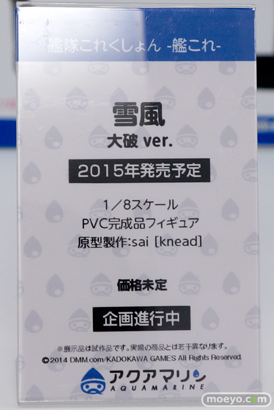 艦隊これくしょん -艦これ-
雪風
大破 ver.
2015年発売予定
1／8スケール
PVC完成品フィギュア
原型製作:sai [knead]
価格未定
企画進行中
※展示品は試作品です。実際の商品とは若干異なります。
©2014 DMM.com/KADOKAWA GAMES All Rights Reserved.
アクアマリン
AQUAMARINE
moeyo.com